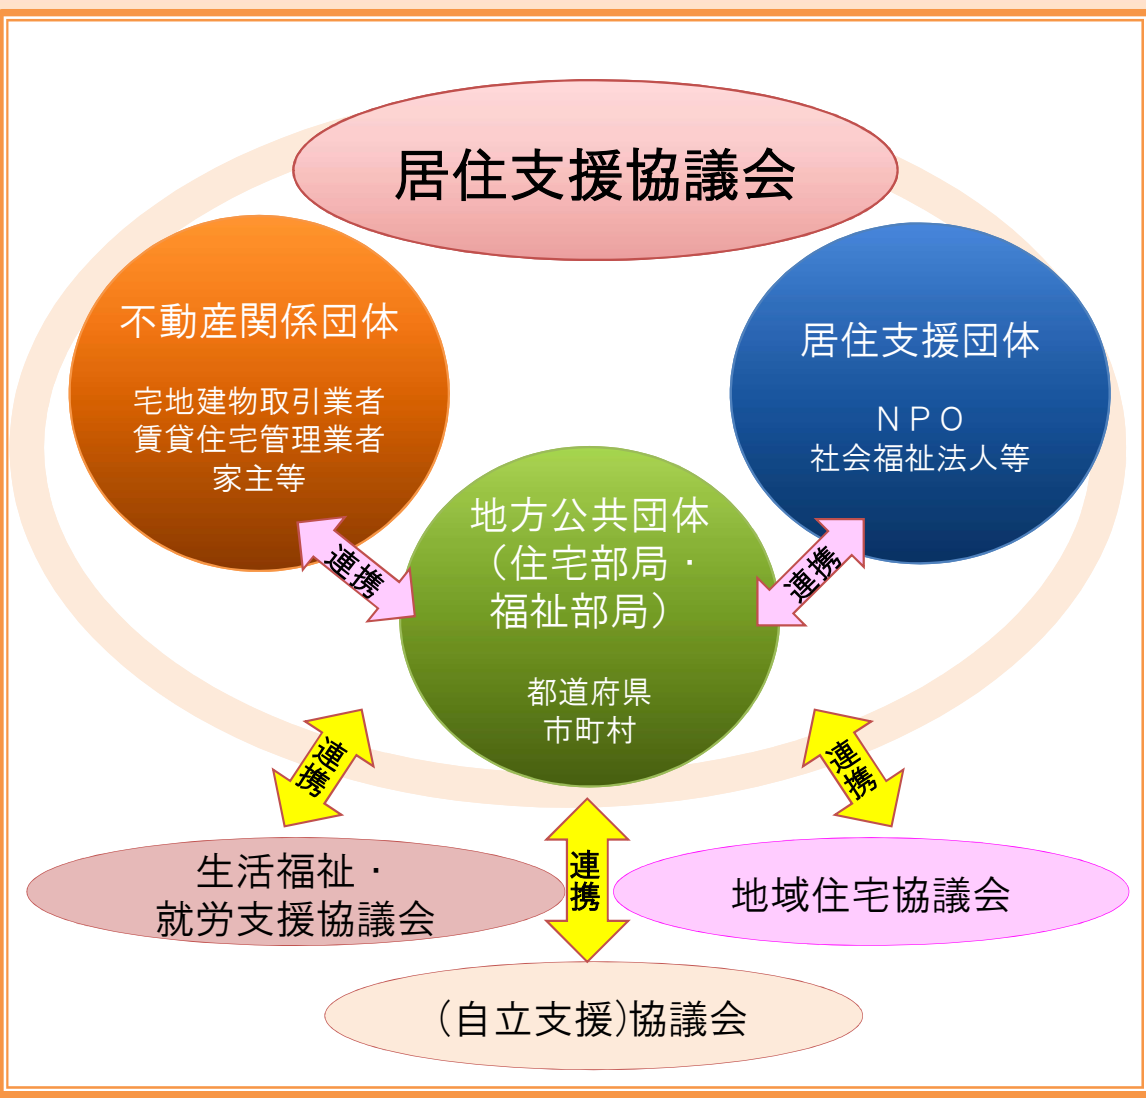 居住支援協議会
不動産関係団体
宅地建物取引業者
賃貸住宅管理業者
家主等
居住支援団体
ＮＰＯ
社会福祉法人等
地方公共団体
（住宅部局・
福祉部局）
都道府県
市町村
連携
連携
連携
連携
連携
生活福祉・
就労支援協議会
地域住宅協議会
（自立支援）協議会